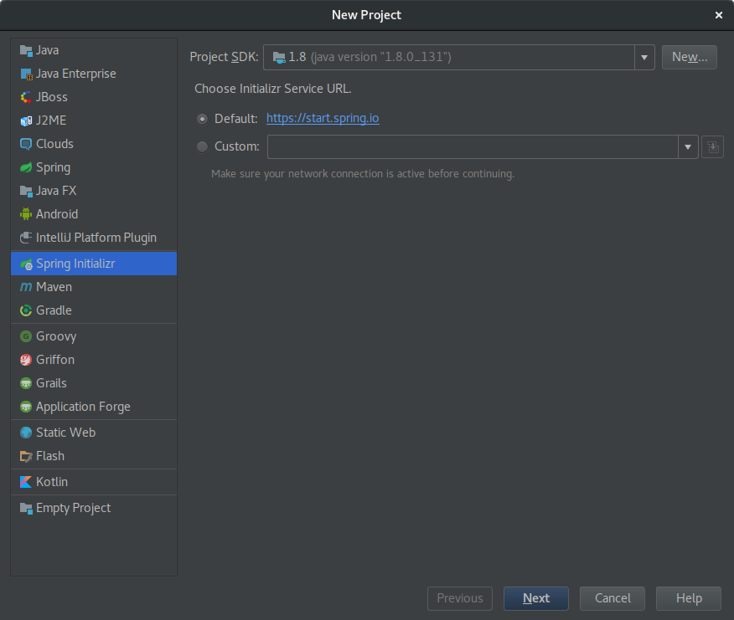 New Project
Java
Java Enterprise
JBoss
J2ME
Clouds
Spring
Java FX
Android
IntelliJ Platform Plugin
Spring Initializr
Maven
Gradle
Groovy
Griffon
Grails
Application Forge
Static Web
Flash
Kotlin
Empty Project
Project SDK: 1.8 (java version "1.8.0_131") New...
Choose Initializr Service URL.
Default: https://start.spring.io
Custom:
Make sure your network connection is active before continuing.
Previous Next Cancel Help